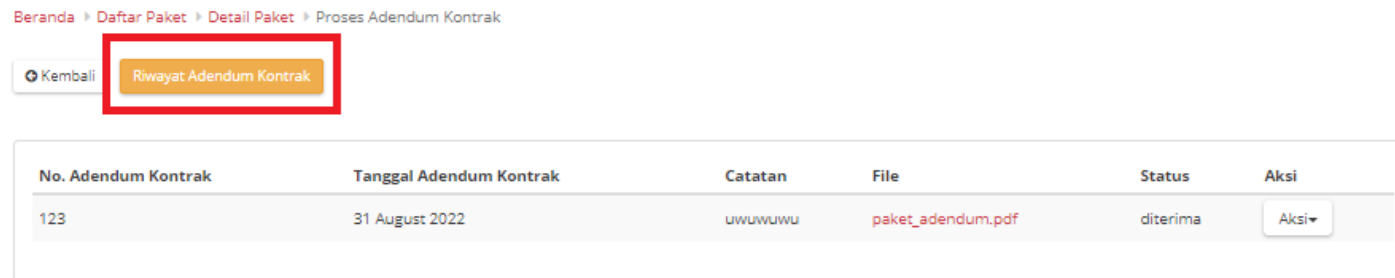 Beranda Daftar Paket Detail Paket Proses Adendum Kontrak
Kembali Riwayat Adendum Kontrak
No. Adendum Kontrak Tanggal Adendum Kontrak Catatan File Status Aksi
123 31 August 2022 uwuwuwu paket_adendum.pdf diterima Aksi